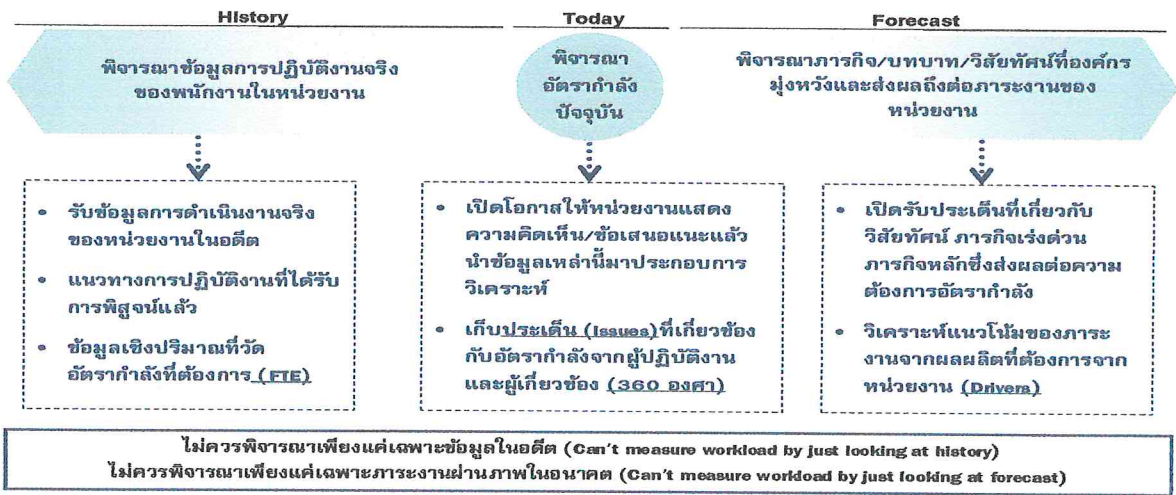 History
Today
Forecast
พิจารณาข้อมูลการปฏิบัติงานจริง
ของพนักงานในหน่วยงาน
พิจารณา
อัตรากำลัง
ปัจจุบัน
พิจารณาภารกิจ/บทบาท/วิสัยทัศน์ที่องค์กร
มุ่งหวังและส่งผลถึงต่อภาระงานของ
หน่วยงาน
• รับข้อมูลการดำเนินงานจริง
ของหน่วยงานในอดีต
• แนวทางการปฏิบัติงานที่ได้รับ
การพิสูจน์แล้ว
• ข้อมูลเชิงปริมาณที่วัด
อัตรากำลังที่ต้องการ (FTE)
• เปิดโอกาสให้หน่วยงานแสดง
ความคิดเห็น/ข้อเสนอแนะแล้ว
นำข้อมูลเหล่านี้มาประกอบการ
วิเคราะห์
• เก็บประเด็น (Issues)ที่เกี่ยวข้อง
กับอัตรากำลังจากผู้ปฏิบัติงาน
และผู้เกี่ยวข้อง (360 องศา)
• เปิดรับประเด็นที่เกี่ยวกับ
วิสัยทัศน์ ภารกิจเร่งด่วน
ภารกิจหลักซึ่งส่งผลต่อความ
ต้องการอัตรากำลัง
• วิเคราะห์แนวโน้มของภาระ
งานจากผลผลิตที่ต้องการจาก
หน่วยงาน (Drivers)
ไม่ควรพิจารณาเพียงแค่เฉพาะข้อมูลในอดีต (Can't measure workload by just looking at history)
ไม่ควรพิจารณาเพียงแค่เฉพาะภาระงานผ่านภาพในอนาคต (Can't measure workload by just looking at forecast)